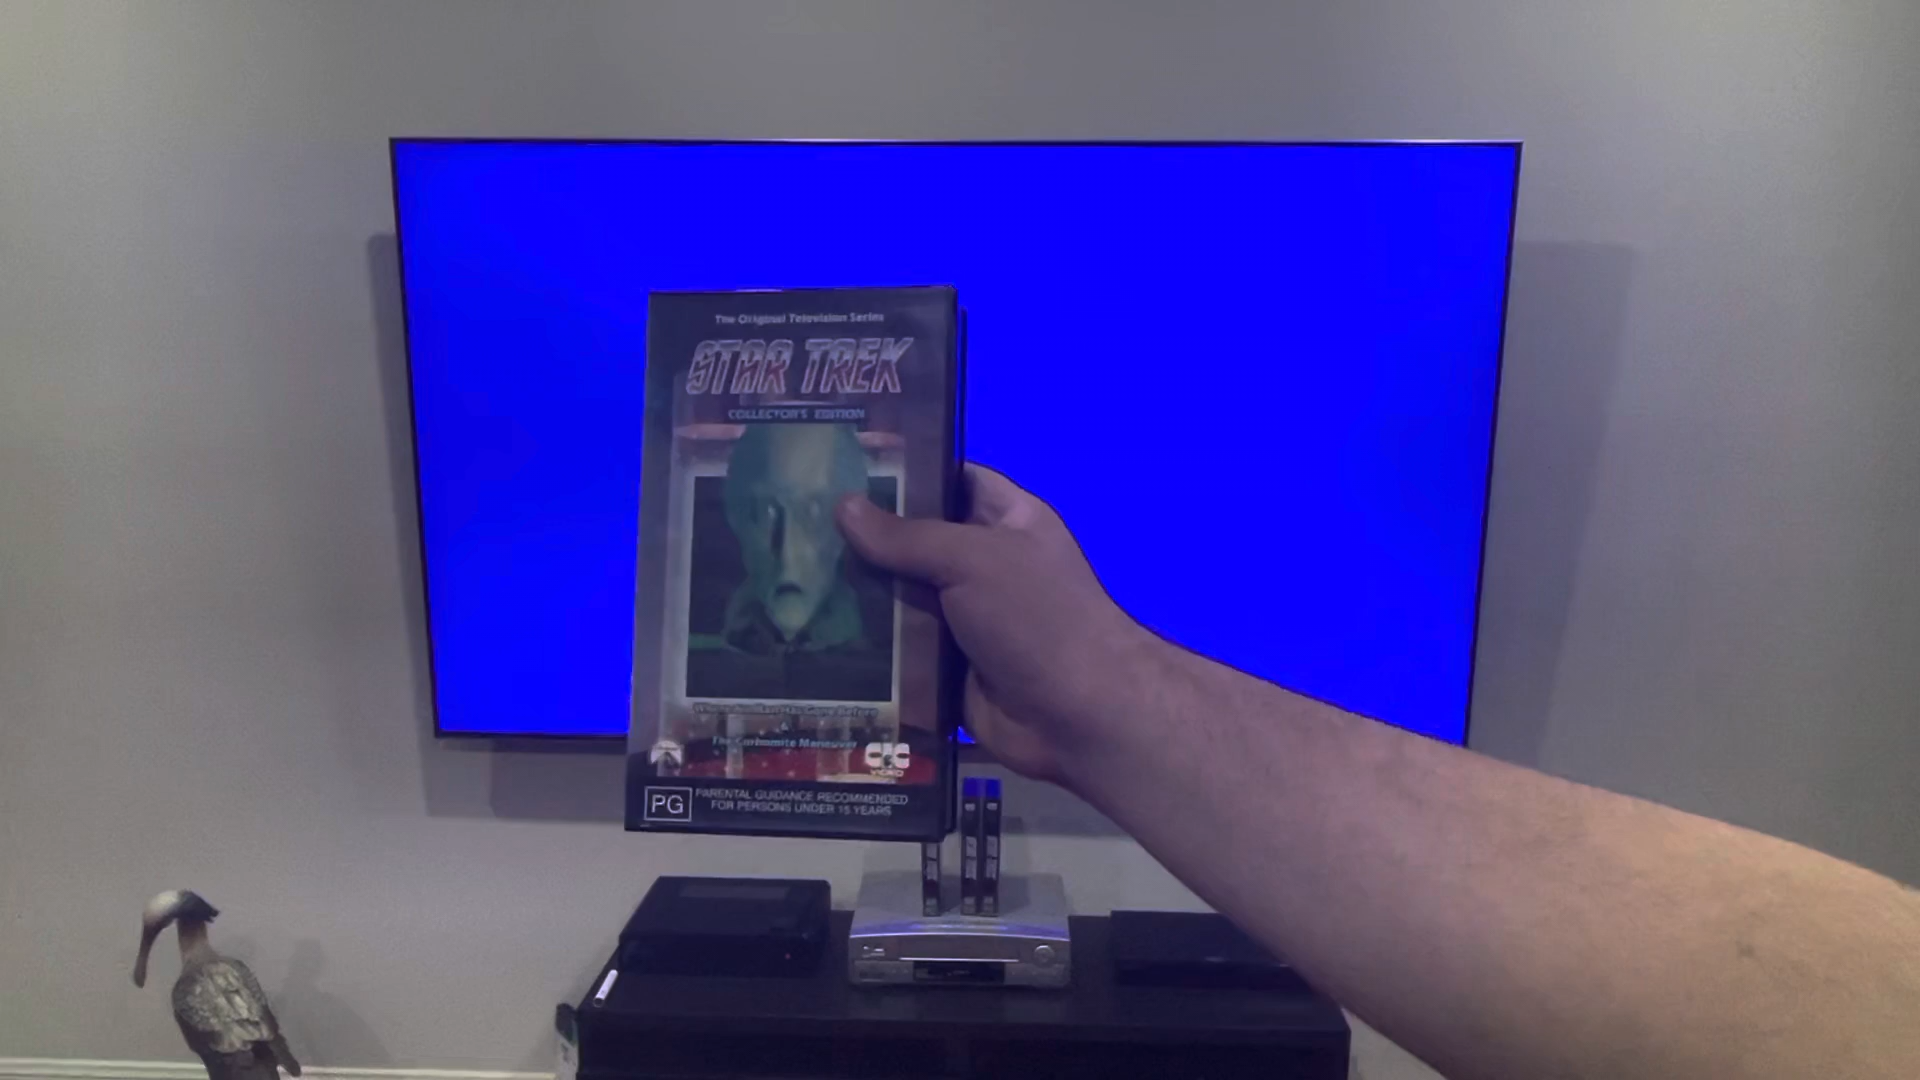 The Original Television Series
STAR TREK
COLLECTOR'S EDITION
Where No Man Has Gone Before
&
The Corbomite Maneuver
CIC
VIDEO
PG
PARENTAL GUIDANCE RECOMMENDED
FOR PERSONS UNDER 15 YEARS